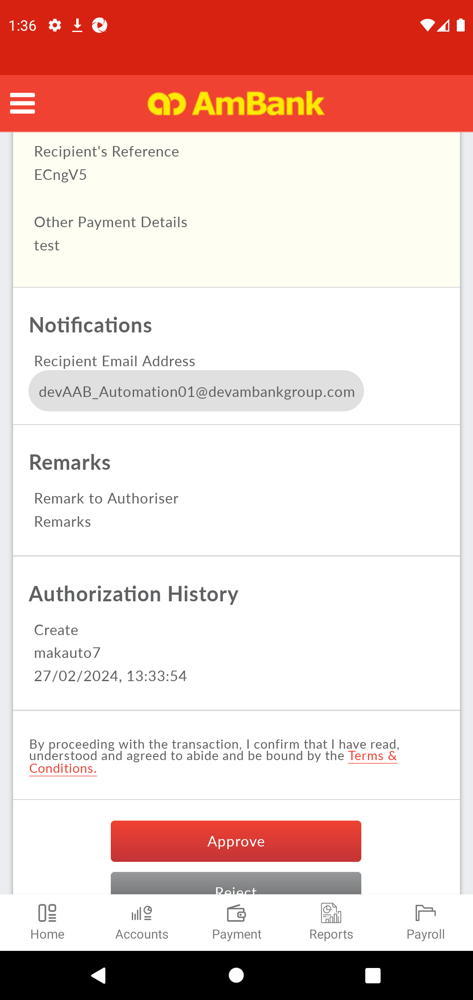 1:36
AmBank
Recipient's Reference
ECngV5
Other Payment Details
test
Notifications
Recipient Email Address
devAAB_Automation01@devambankgroup.com
Remarks
Remark to Authoriser
Remarks
Authorization History
Create
makauto7
27/02/2024, 13:33:54
By proceeding with the transaction, I confirm that I have read,
understood and agreed to abide and be bound by the Terms &
Conditions.
Approve
Reject
Home Accounts Payment Reports Payroll